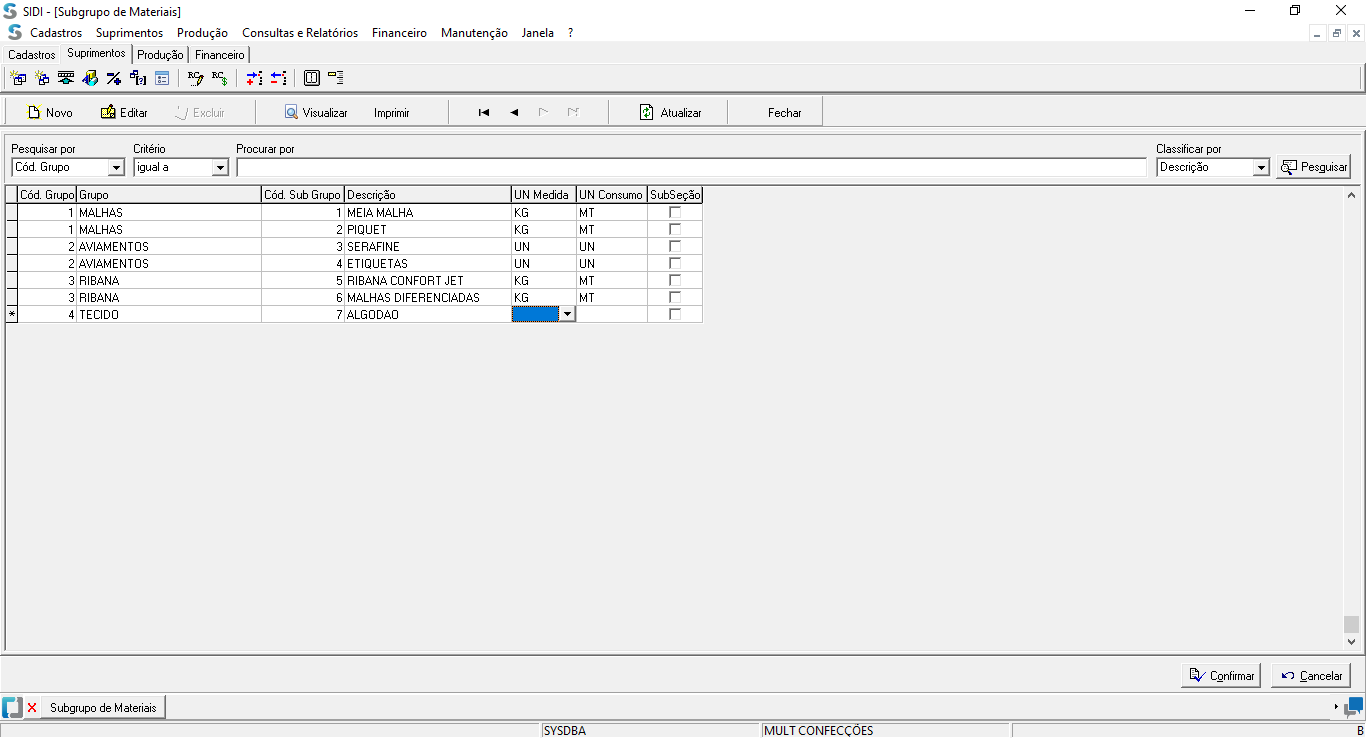 SIDI - [Subgrupo de Materiais]
Cadastros Suprimentos Produção Consultas e Relatórios Financeiro Manutenção Janela ?
Cadastros Suprimentos Produção Financeiro
Novo Editar Excluir Visualizar Imprimir Atualizar Fechar
Pesquisar por Critério Procurar por Classificar por
Cód. Grupo igual a Descrição Pesquisar
Cód. Grupo Grupo Cód. Sub Grupo Descrição UN Medida UN Consumo SubSeção
1 MALHAS 1 MEIA MALHA KG MT
1 MALHAS 2 PIQUET KG MT
2 AVIAMENTOS 3 SERAFINE UN UN
2 AVIAMENTOS 4 ETIQUETAS UN UN
3 RIBANA 5 RIBANA CONFORT JET KG MT
3 RIBANA 6 MALHAS DIFERENCIADAS KG MT
* 4 TECIDO 7 ALGODAO
Confirmar Cancelar
Subgrupo de Materiais
SYSDBA MULT CONFECÇÕES B